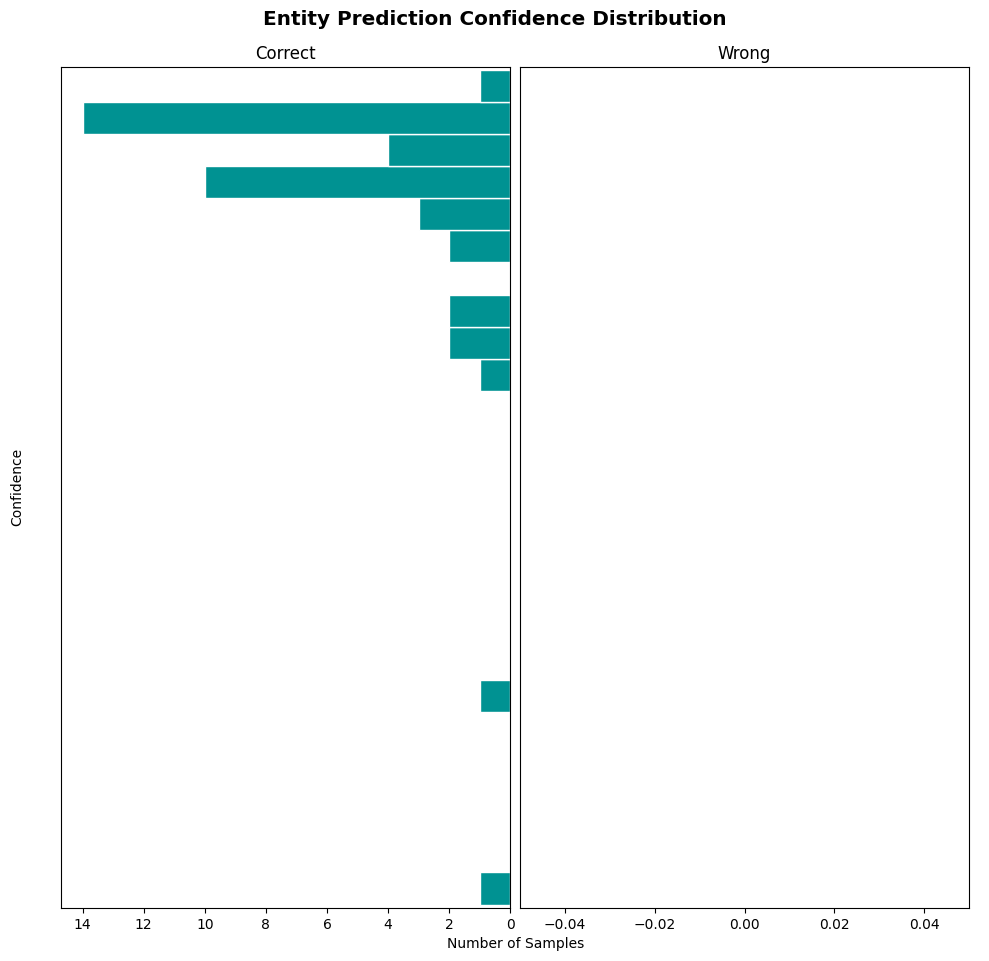 Entity Prediction Confidence Distribution
Correct
Wrong
Confidence
14 12 10 8 6 4 2 0
−0.04 −0.02 0.00 0.02 0.04
Number of Samples